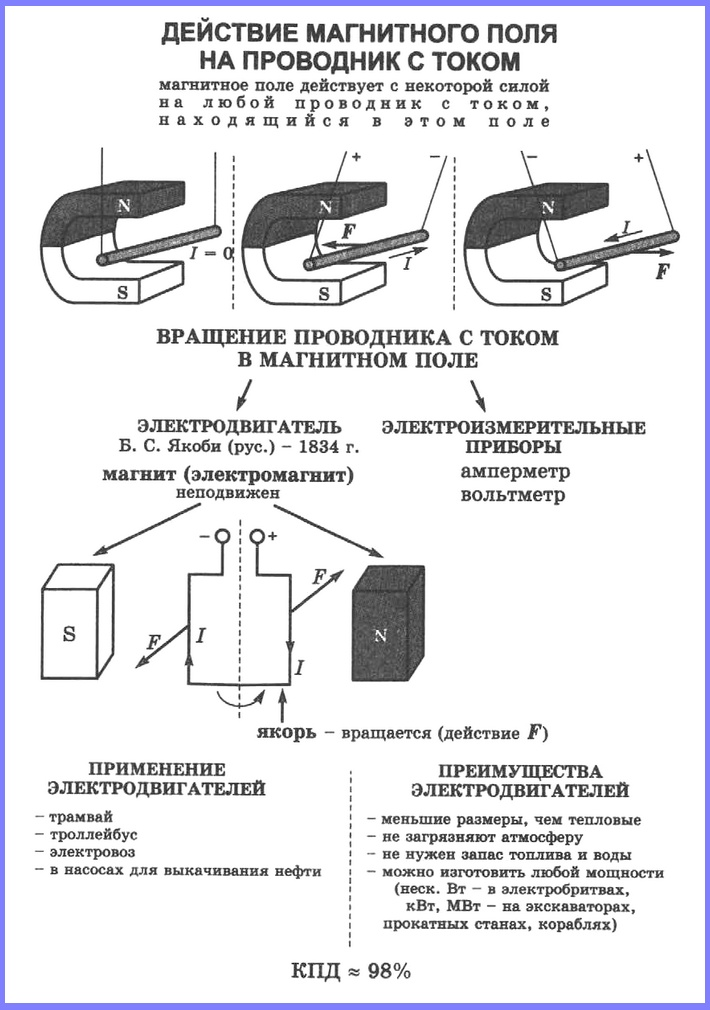 ДЕЙСТВИЕ МАГНИТНОГО ПОЛЯ
НА ПРОВОДНИК С ТОКОМ
магнитное поле действует с некоторой силой
на любой проводник с током,
находящийся в этом поле
N
I = 0
S
+
–
N
F
I
S
–
+
N
I
F
S
ВРАЩЕНИЕ ПРОВОДНИКА С ТОКОМ
В МАГНИТНОМ ПОЛЕ
ЭЛЕКТРОДВИГАТЕЛЬ
Б. С. Якоби (рус.) – 1834 г.
магнит (электромагнит)
неподвижен
ЭЛЕКТРОИЗМЕРИТЕЛЬНЫЕ
ПРИБОРЫ
амперметр
вольтметр
–
+
S
F
I
F
I
N
якорь – вращается (действие F)
ПРИМЕНЕНИЕ
ЭЛЕКТРОДВИГАТЕЛЕЙ
– трамвай
– троллейбус
– электровоз
– в насосах для выкачивания нефти
ПРЕИМУЩЕСТВА
ЭЛЕКТРОДВИГАТЕЛЕЙ
– меньшие размеры, чем тепловые
– не загрязняют атмосферу
– не нужен запас топлива и воды
– можно изготовить любой мощности
(неск. Вт – в электробритвах,
кВт, МВт – на экскаваторах,
прокатных станах, кораблях)
КПД ≈ 98%